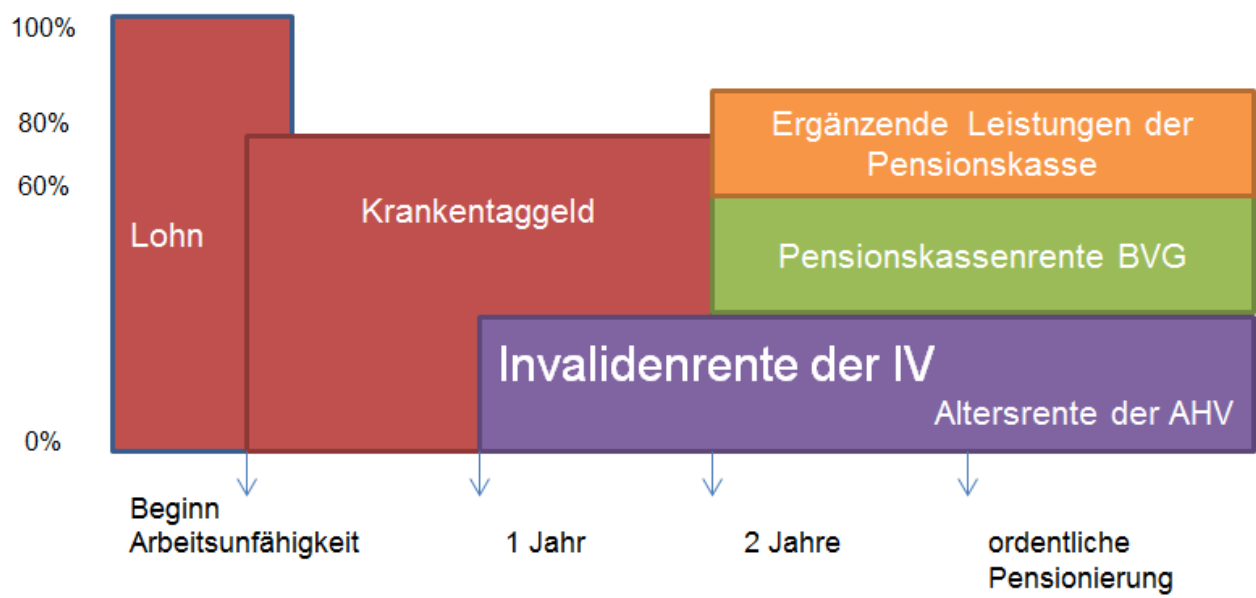 100%
80%
60%
0%
Lohn
Krankentaggeld
Ergänzende Leistungen der
Pensionskasse
Pensionskassenrente BVG
Invalidenrente der IV
Altersrente der AHV
Beginn
Arbeitsunfähigkeit
1 Jahr
2 Jahre
ordentliche
Pensionierung